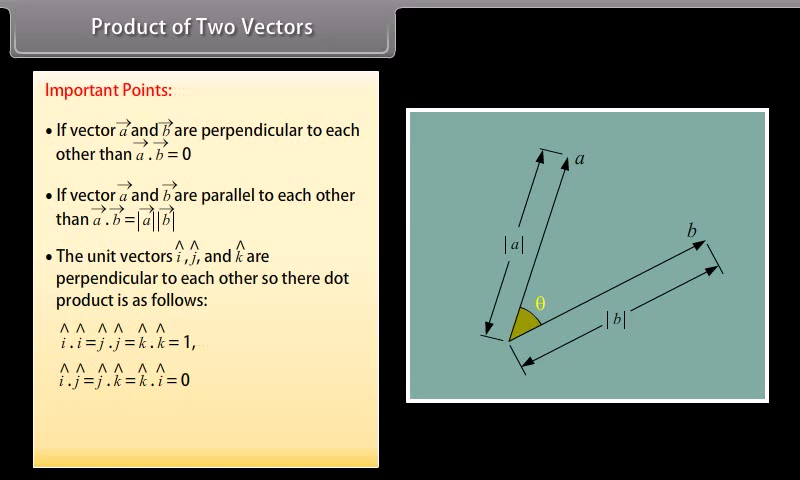 Product of Two Vectors
Important Points:
• If vector a⃗ and b⃗ are perpendicular to each
other than a⃗ . b⃗ = 0
• If vector a⃗ and b⃗ are parallel to each other
than a⃗ . b⃗ = |a⃗||b⃗|
• The unit vectors î, ĵ, and k̂ are
perpendicular to each other so there dot
product is as follows:
î . î = ĵ . ĵ = k̂ . k̂ = 1,
î . ĵ = ĵ . k̂ = k̂ . î = 0
a
b
|a|
θ
|b|